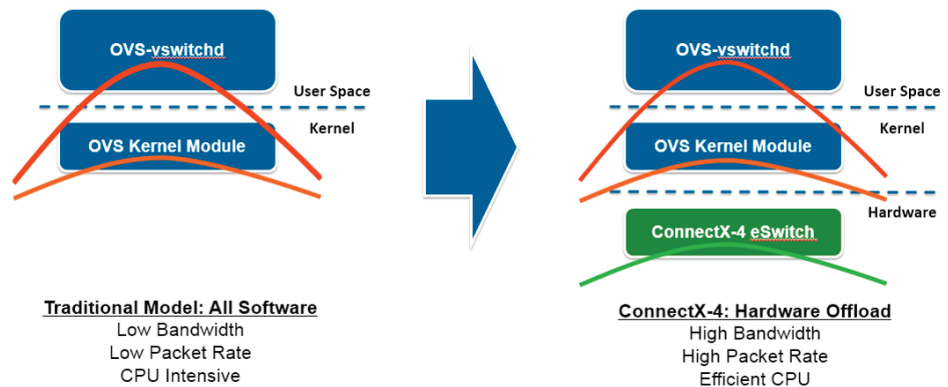 OVS-vswitchd
User Space
Kernel
OVS Kernel Module
Traditional Model: All Software
Low Bandwidth
Low Packet Rate
CPU Intensive
OVS-vswitchd
User Space
Kernel
OVS Kernel Module
Hardware
ConnectX-4 eSwitch
ConnectX-4: Hardware Offload
High Bandwidth
High Packet Rate
Efficient CPU